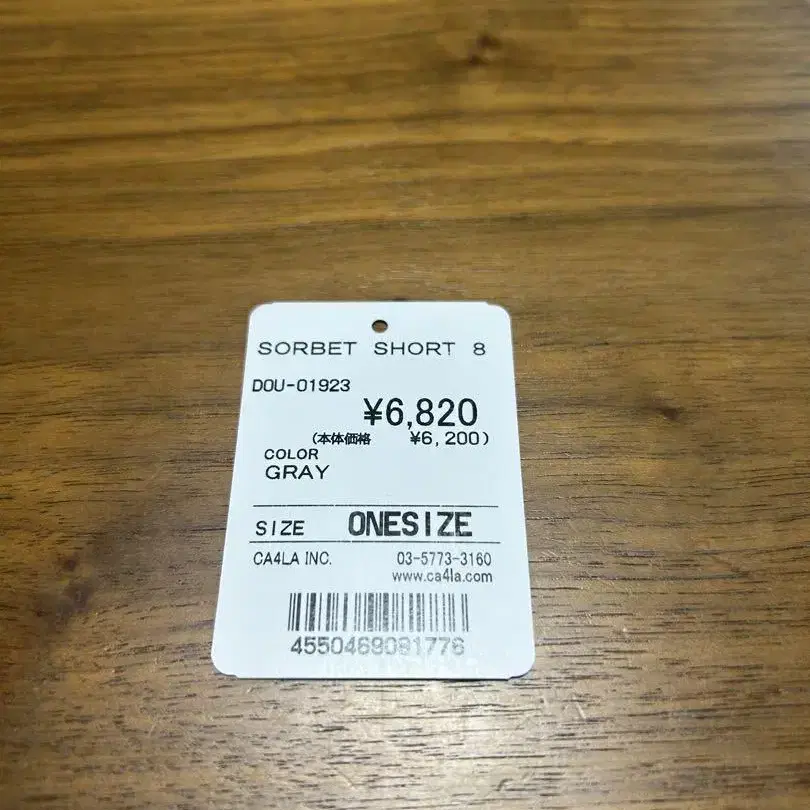 SORBET SHORT 8
DOU-01923
¥6,820
(本体価格 ¥6,200)
COLOR
GRAY
SIZE ONESIZE
CA4LA INC. 03-5773-3160
www.ca4la.com
4550469091776